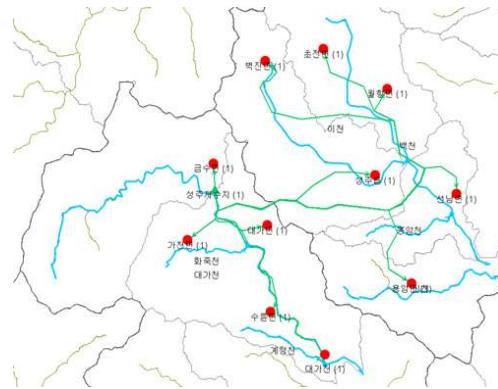 초전면 (1)
벽진면 (1)
월항면 (1)
이천
백천
금수면 (1)
성주읍 (1)
성주저수지 (1)
선남면 (1)
대가면 (1)
가천면 (1)
화죽천
대가천
용암면
수륜면 (1)
계정천
대가천 (1)